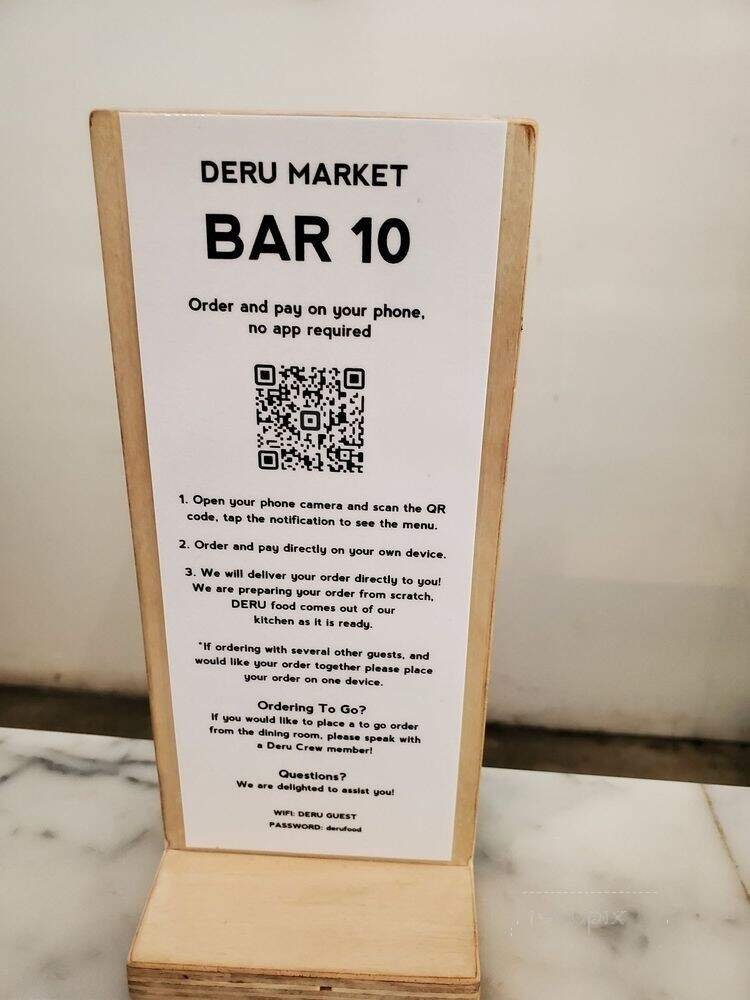 DERU MARKET
BAR 10
Order and pay on your phone,
no app required
1. Open your phone camera and scan the QR
code, tap the notification to see the menu.
2. Order and pay directly on your own device.
3. We will deliver your order directly to you!
We are preparing your order from scratch,
DERU food comes out of our
kitchen as it is ready.
*If ordering with several other guests, and
would like your order together please place
your order on one device.
Ordering To Go?
If you would like to place a to go order
from the dining room, please speak with
a Deru Crew member!
Questions?
We are delighted to assist you!
WIFI: DERU GUEST
PASSWORD: derufood